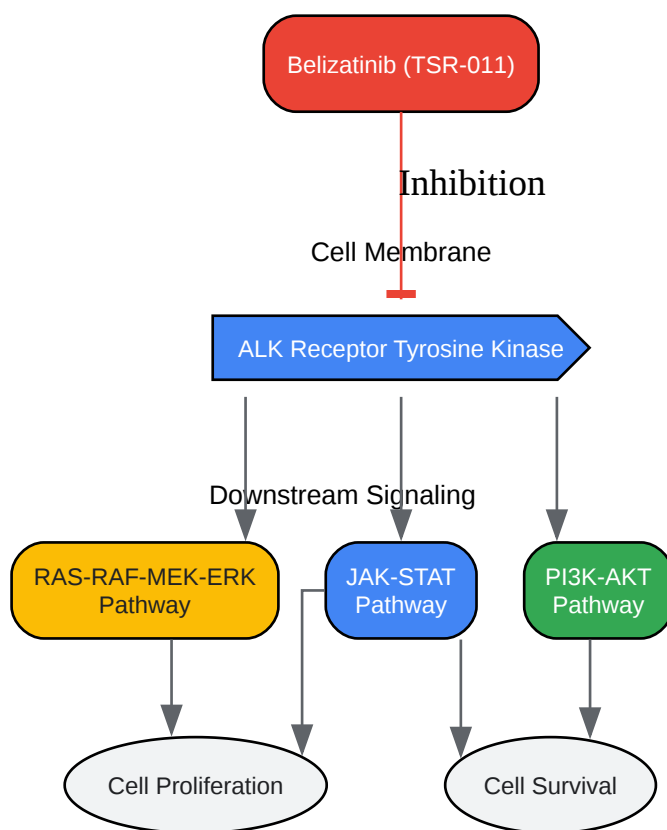 Belizatinib (TSR-011)
Inhibition
Cell Membrane
ALK Receptor Tyrosine Kinase
Downstream Signaling
RAS-RAF-MEK-ERK
Pathway
JAK-STAT
Pathway
PI3K-AKT
Pathway
Cell Proliferation
Cell Survival